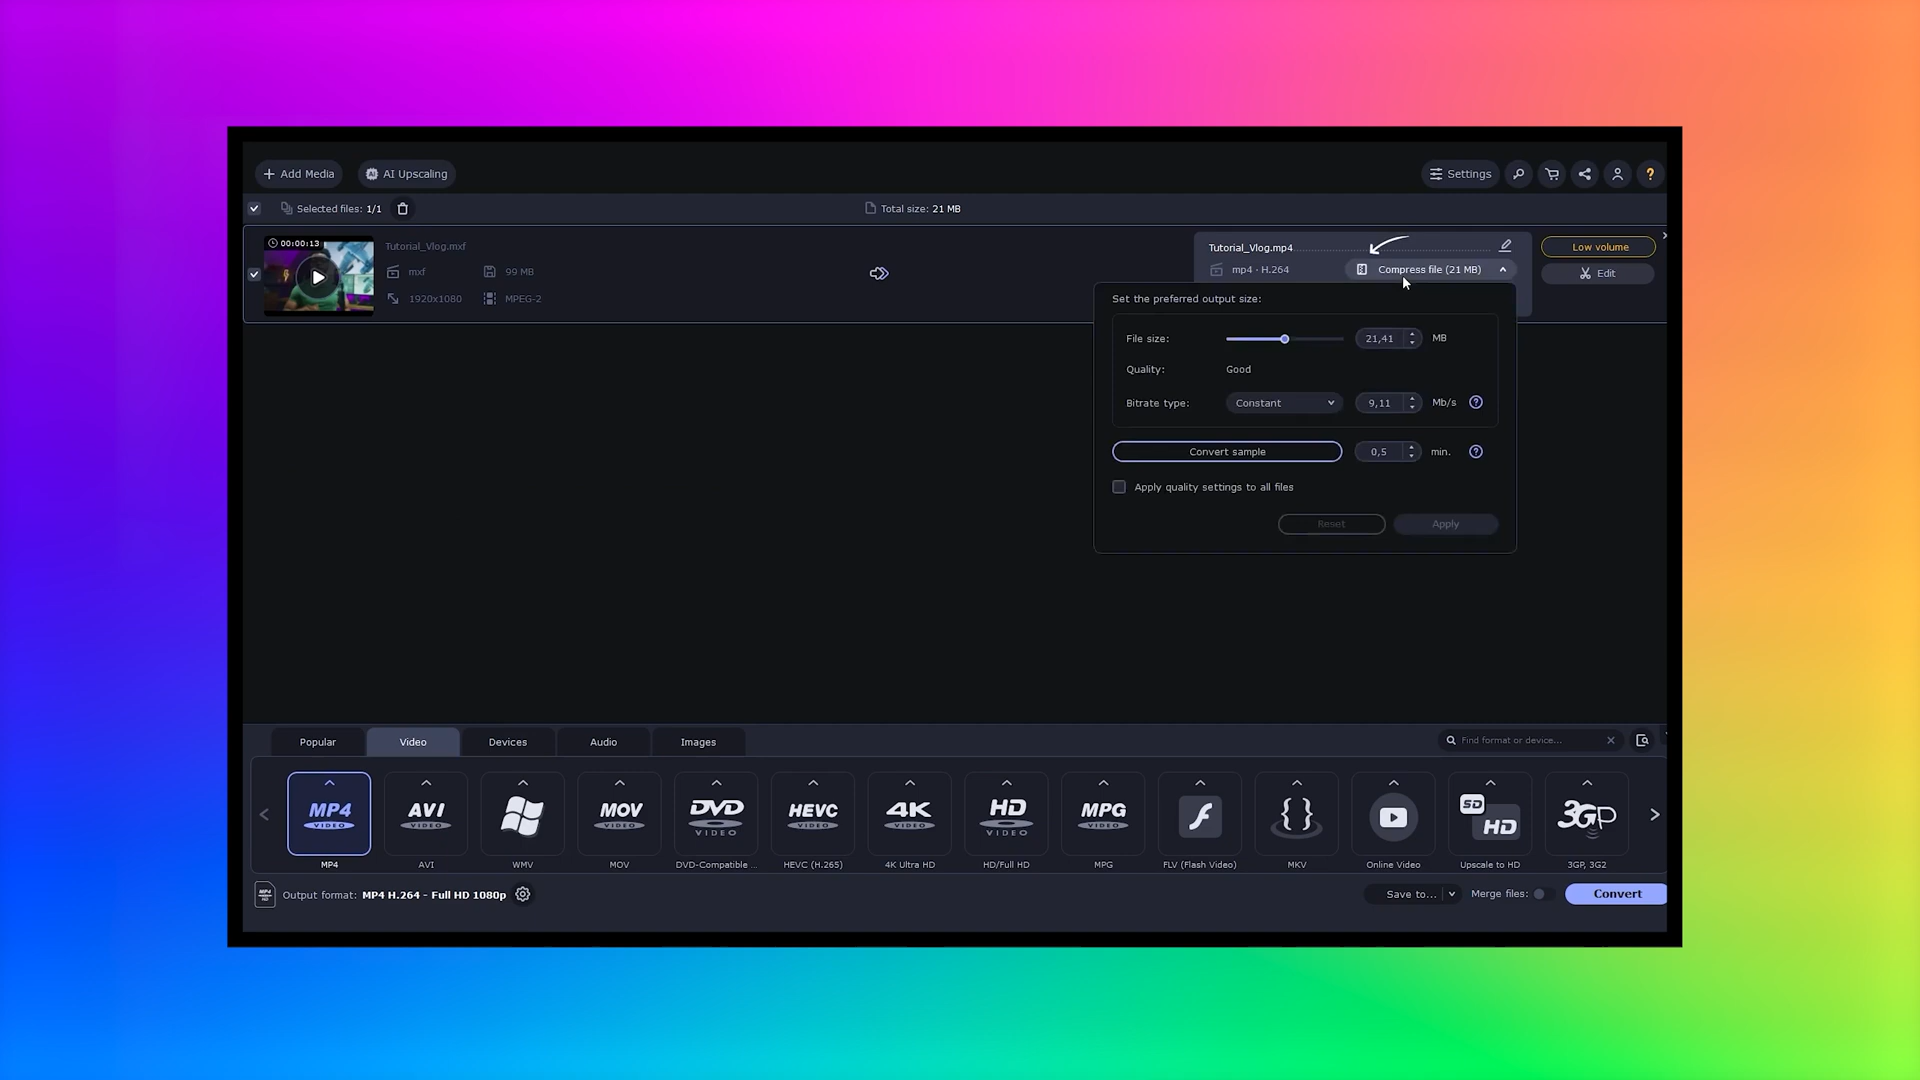 Add Media
AI Upscaling
Settings
?
Selected files: 1/1
Total size: 21 MB
00:00:13
Tutorial_Vlog.mxf
mxf
99 MB
1920x1080
MPEG-2
Tutorial_Vlog.mp4
mp4 · H.264
Compress file (21 MB)
Low volume
Edit
Set the preferred output size:
File size:
21,41
MB
Quality:
Good
Bitrate type:
Constant
9,11
Mb/s
?
Convert sample
0,5
min.
?
Apply quality settings to all files
Reset
Apply
Popular
Video
Devices
Audio
Images
Find format or device...
MP4
VIDEO
AVI
VIDEO
MOV
VIDEO
DVD
VIDEO
HEVC
VIDEO
4K
VIDEO
HD
VIDEO
MPG
VIDEO
SD
HD
3GP
MP4
AVI
WMV
MOV
DVD-Compatible ...
HEVC (H.265)
4K Ultra HD
HD/Full HD
MPG
FLV (Flash Video)
MKV
Online Video
Upscale to HD
3GP, 3G2
Output format: MP4 H.264 - Full HD 1080p
Save to...
Merge files:
Convert